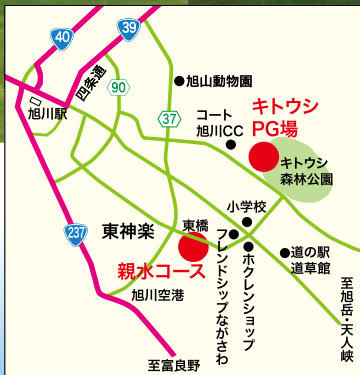 40
39
四条通
90
旭山動物園
旭川駅
37
コート
旭川CC
キトウシ
PG場
キトウシ
森林公園
小学校
237
東神楽
東橋
親水コース
フレンドシップながさわ
ホクレンショップ
道の駅
道草館
旭川空港
至旭岳・天人峡
至富良野